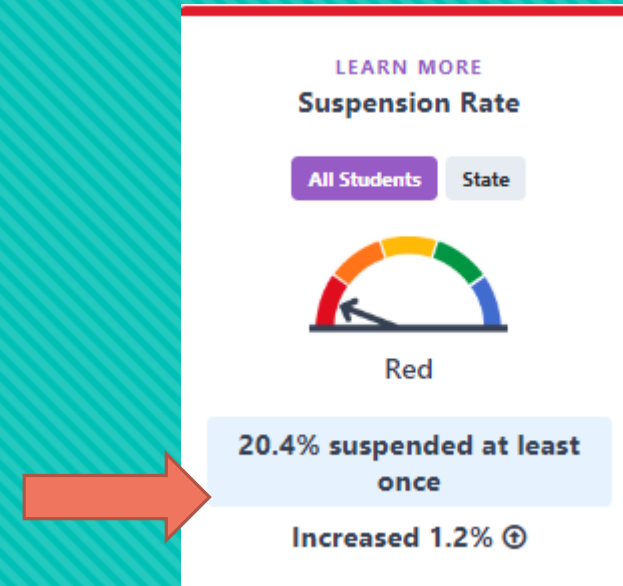 LEARN MORE
Suspension Rate
All Students State
Red
20.4% suspended at least
once
Increased 1.2%